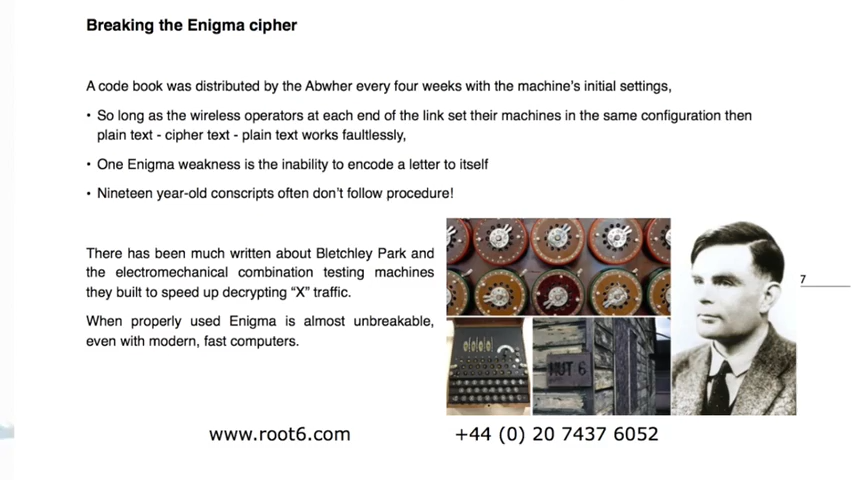 Breaking the Enigma cipher
A code book was distributed by the Abwher every four weeks with the machine's initial settings,
• So long as the wireless operators at each end of the link set their machines in the same configuration then
plain text - cipher text - plain text works faultlessly,
• One Enigma weakness is the inability to encode a letter to itself
• Nineteen year-old conscripts often don't follow procedure!
There has been much written about Bletchley Park and
the electromechanical combination testing machines
they built to speed up decrypting "X" traffic.
When properly used Enigma is almost unbreakable,
even with modern, fast computers.
HUT 6
7
www.root6.com
+44 (0) 20 7437 6052